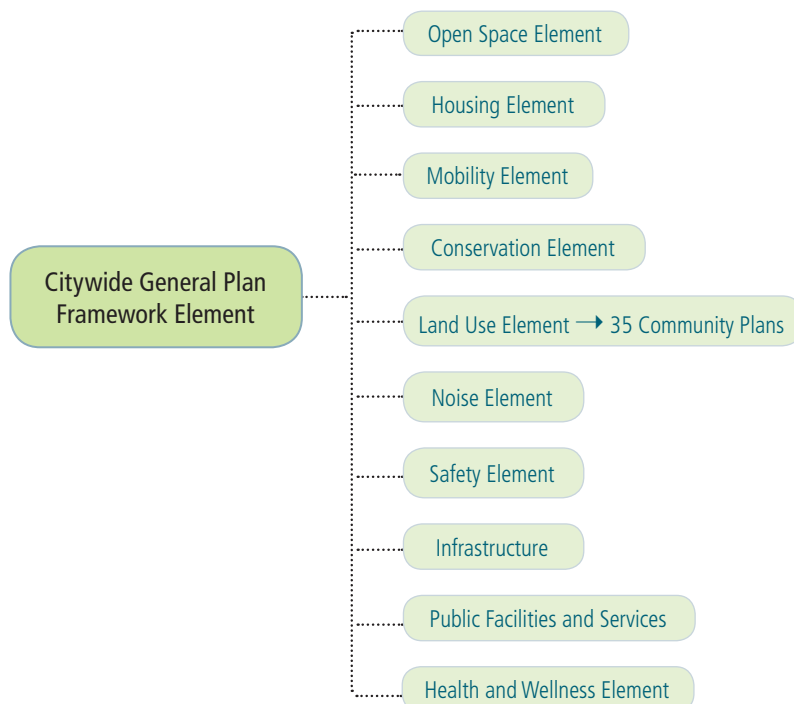 Open Space Element
Housing Element
Mobility Element
Conservation Element
Citywide General Plan
Framework Element
Land Use Element → 35 Community Plans
Noise Element
Safety Element
Infrastructure
Public Facilities and Services
Health and Wellness Element